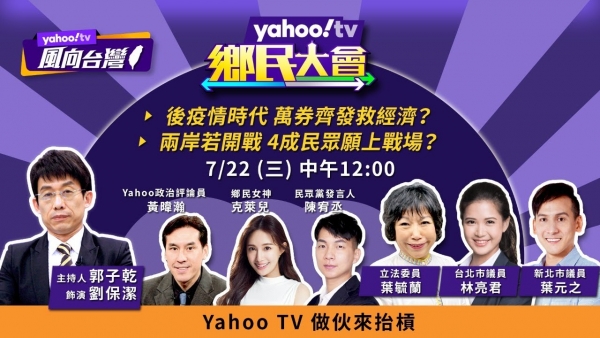 yahoo!tv
風向台灣
yahoo!tv
鄉民大會
後疫情時代 萬券齊發救經濟?
兩岸若開戰 4成民眾願上戰場?
7/22 (三) 中午12:00
Yahoo政治評論員
黃暐瀚
鄉民女神
克萊兒
民眾黨發言人
陳宥丞
主持人 郭子乾
飾演 劉保潔
立法委員
葉毓蘭
台北市議員
林亮君
新北市議員
葉元之
Yahoo TV 做伙來抬槓